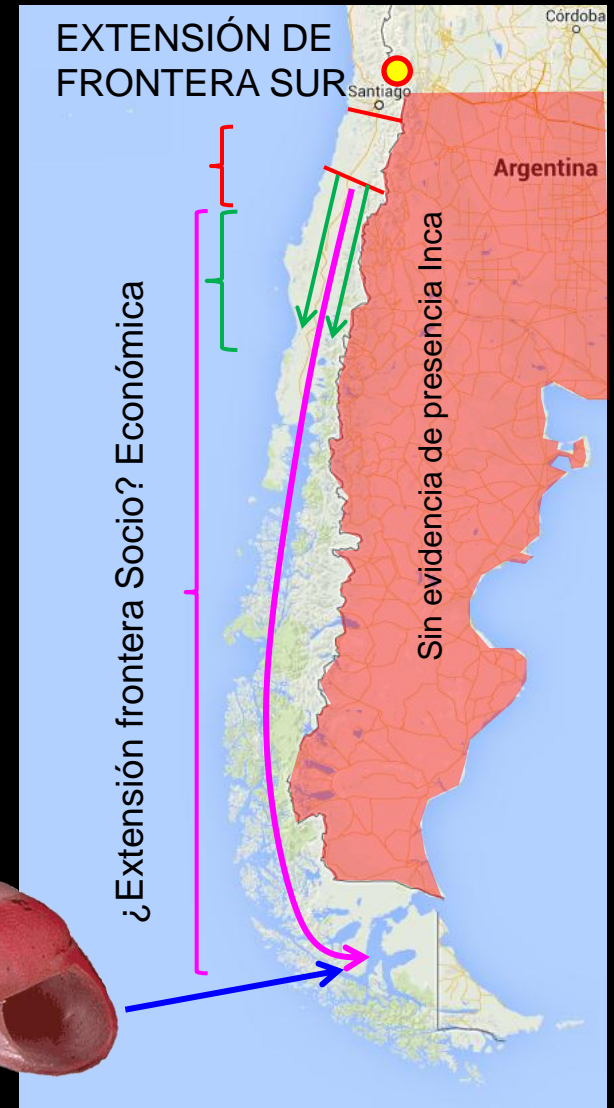 EXTENSIÓN DE
FRONTERA SUR
Córdoba
Santiago
Argentina
Sin evidencia de presencia Inca
¿Extensión frontera Socio? Económica